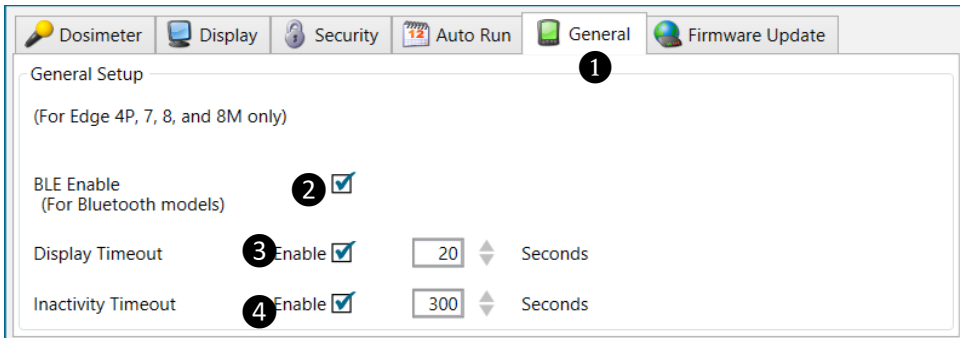 Dosimeter Display Security 12 Auto Run General Firmware Update
1
General Setup
(For Edge 4P, 7, 8, and 8M only)
BLE Enable 2
(For Bluetooth models)
Display Timeout 3 Enable 20 Seconds
Inactivity Timeout 4 Enable 300 Seconds